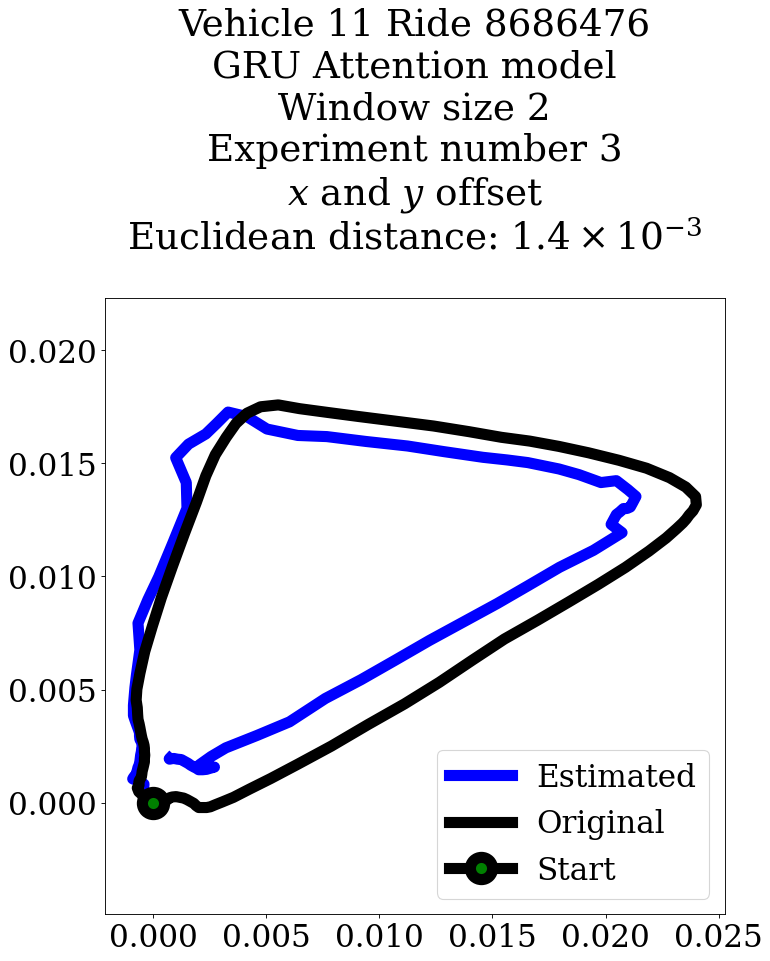 Vehicle 11 Ride 8686476
GRU Attention model
Window size 2
Experiment number 3
x and y offset
Euclidean distance: 1.4 × 10⁻³
0.020
0.015
0.010
0.005
0.000
Estimated
Original
Start
0.000 0.005 0.010 0.015 0.020 0.025